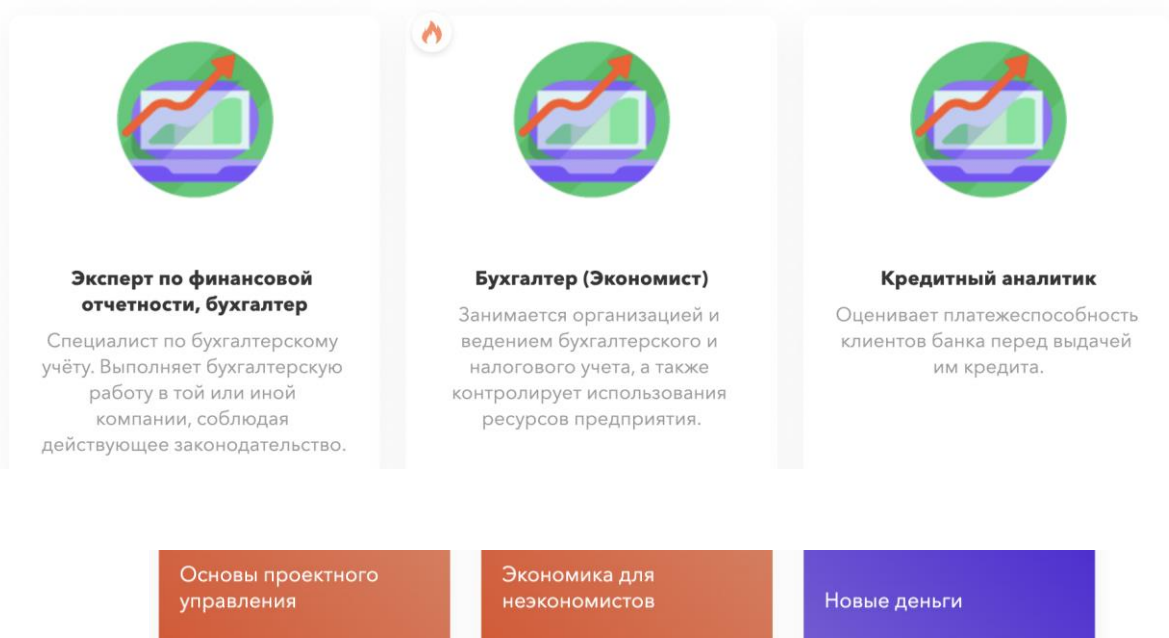 Эксперт по финансовой
отчетности, бухгалтер
Специалист по бухгалтерскому
учёту. Выполняет бухгалтерскую
работу в той или иной
компании, соблюдая
действующее законодательство.
Бухгалтер (Экономист)
Занимается организацией и
ведением бухгалтерского и
налогового учета, а также
контролирует использования
ресурсов предприятия.
Кредитный аналитик
Оценивает платежеспособность
клиентов банка перед выдачей
им кредита.
Основы проектного
управления
Экономика для
неэкономистов
Новые деньги